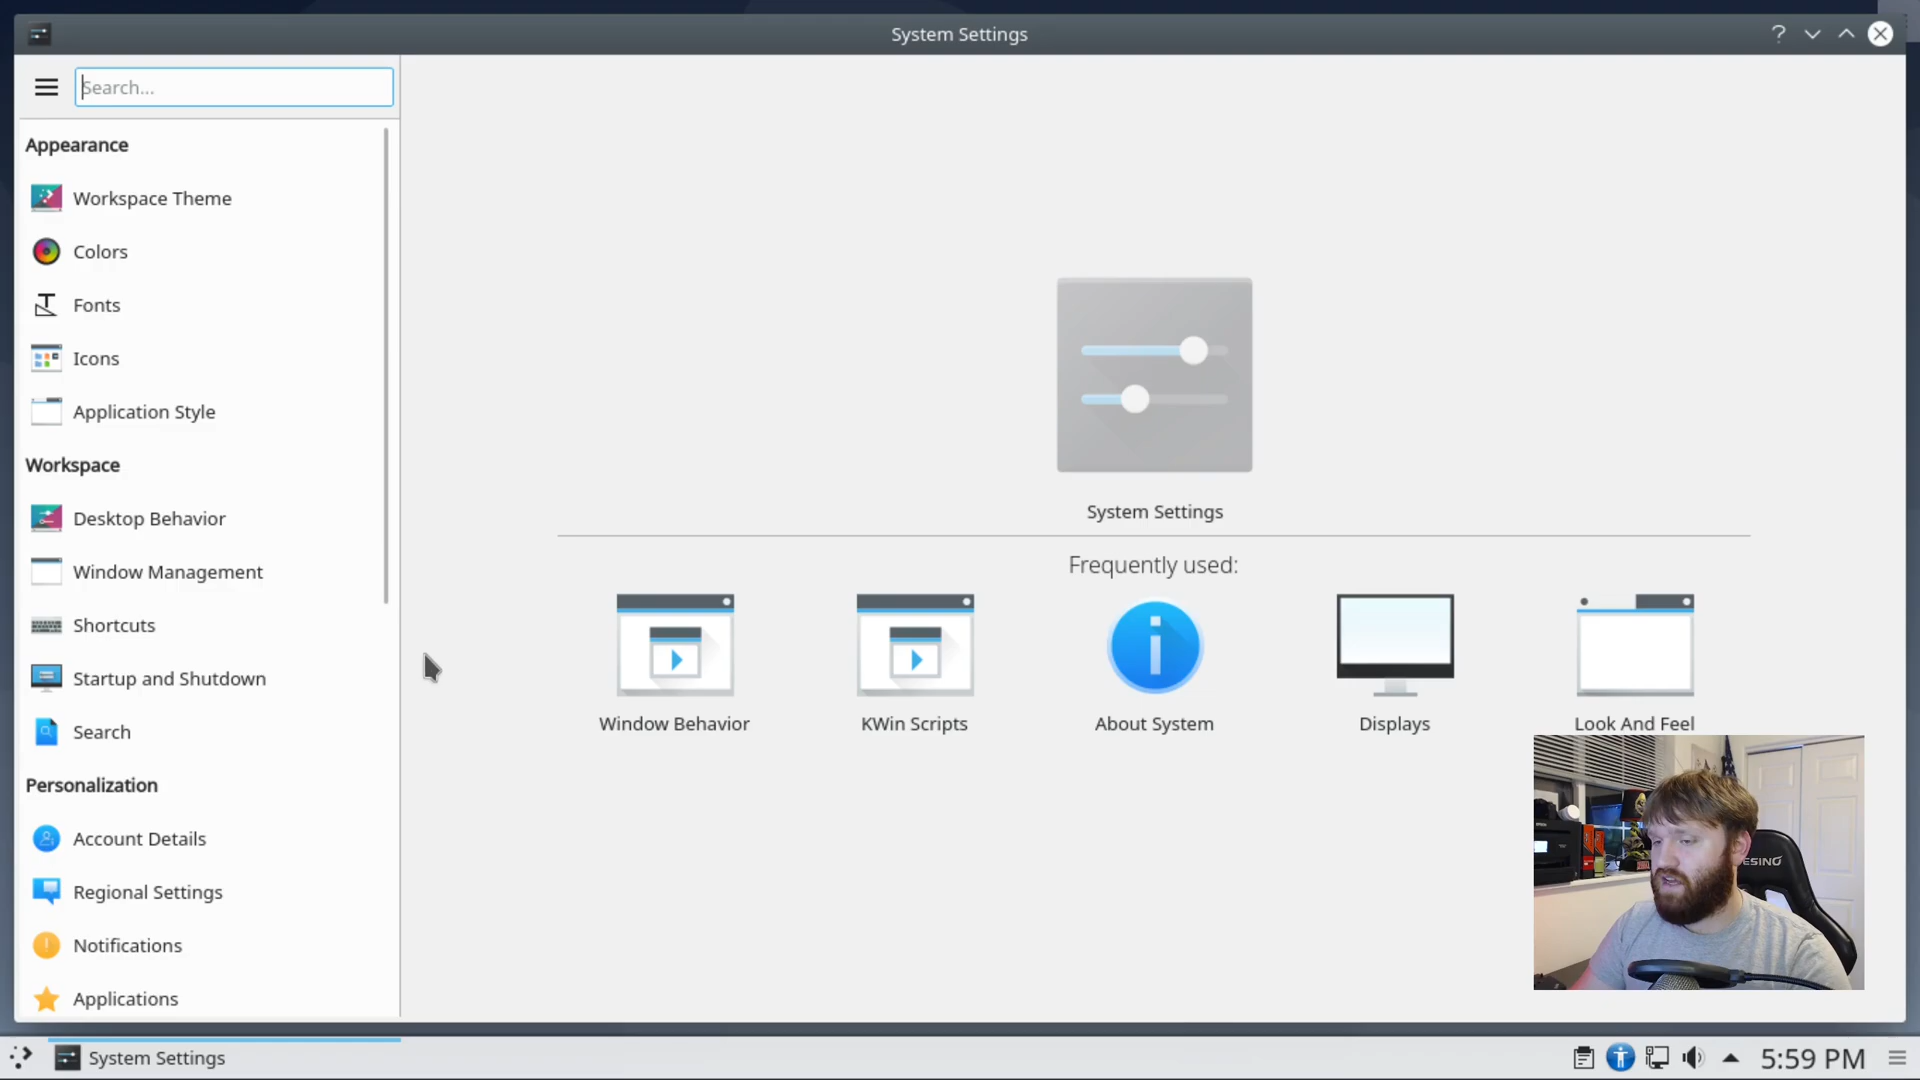 System Settings
Search...
Appearance
Workspace Theme
Colors
Fonts
Icons
Application Style
Workspace
Desktop Behavior
Window Management
Shortcuts
Startup and Shutdown
Search
Personalization
Account Details
Regional Settings
Notifications
Applications
System Settings
Frequently used:
Window Behavior
KWin Scripts
About System
Displays
Look And Feel
ESINO
System Settings
5:59 PM